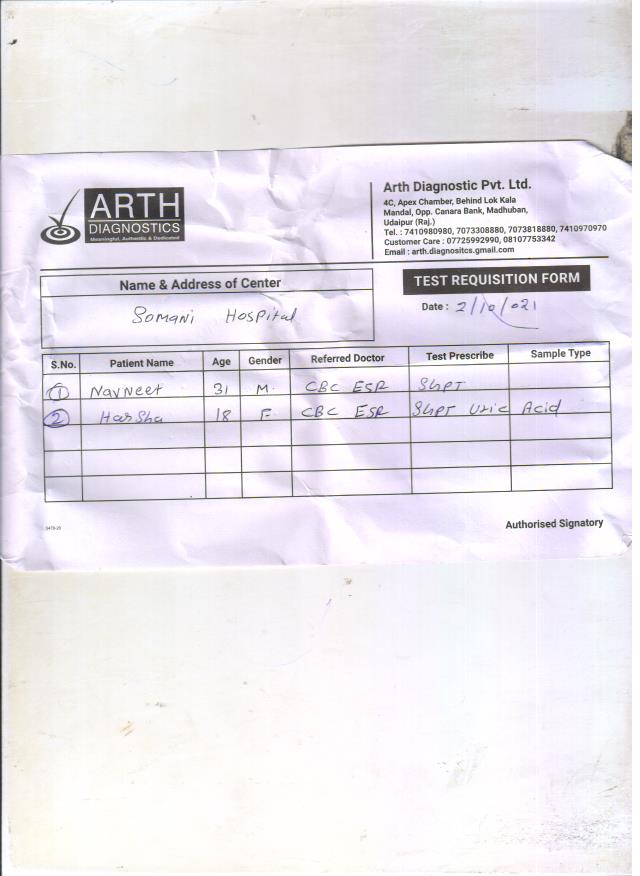 ARTH
DIAGNOSTICS
Meaningful, Authentic & Dedicated
Arth Diagnostic Pvt. Ltd.
4C, Apex Chamber, Behind Lok Kala
Mandal, Opp. Canara Bank, Madhuban,
Udaipur (Raj.)
Tel. : 7410980980, 7073308880, 7073818880, 7410970970
Customer Care : 07725992990, 08107753342
Email : arth.diagnositcs.gmail.com
Name & Address of Center
Somani Hospital
TEST REQUISITION FORM
Date : 2/10/021
S.No. Patient Name Age Gender Referred Doctor Test Prescribe Sample Type
1 Navneet 31 M. CBC ESR SGPT
2 Harsha 18 F. CBC ESR SGPT Uric Acid
Authorised Signatory